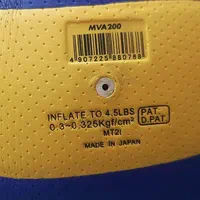 MVA200
4 907225 880768
INFLATE TO 4.5LBS
0.3~0.325Kgf/cm²
PAT.
D.PAT.
MT2I
MADE IN JAPAN